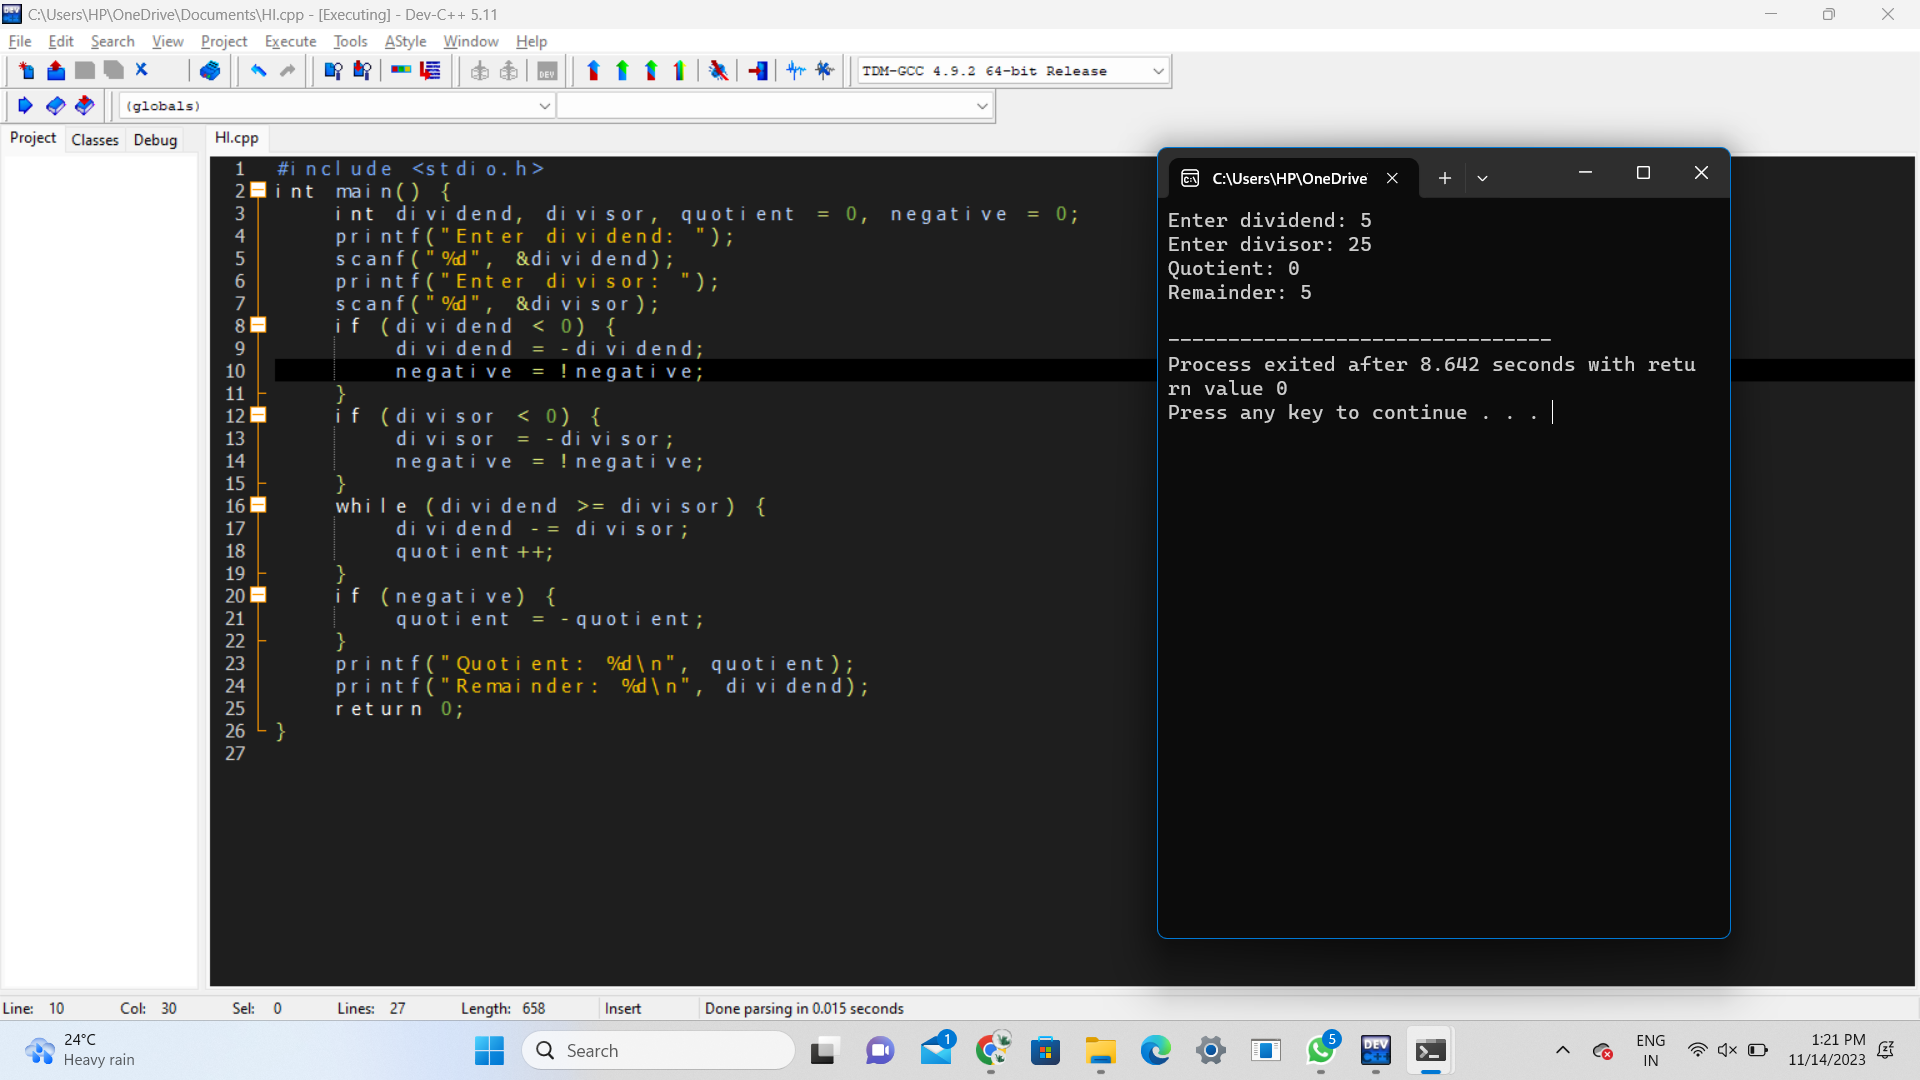 C:\Users\HP\OneDrive\Documents\HI.cpp - [Executing] - Dev-C++ 5.11
File Edit Search View Project Execute Tools AStyle Window Help
TDM-GCC 4.9.2 64-bit Release
(globals)
Project Classes Debug
HI.cpp
1 #include <stdio.h>
2 int main() {
3 int dividend, divisor, quotient = 0, negative = 0;
4 printf("Enter dividend: ");
5 scanf("%d", &dividend);
6 printf("Enter divisor: ");
7 scanf("%d", &divisor);
8 if (dividend < 0) {
9 dividend = -dividend;
10 negative = !negative;
11 }
12 if (divisor < 0) {
13 divisor = -divisor;
14 negative = !negative;
15 }
16 while (dividend >= divisor) {
17 dividend -= divisor;
18 quotient++;
19 }
20 if (negative) {
21 quotient = -quotient;
22 }
23 printf("Quotient: %d\n", quotient);
24 printf("Remainder: %d\n", dividend);
25 return 0;
26 }
27
C:\Users\HP\OneDrive
Enter dividend: 5
Enter divisor: 25
Quotient: 0
Remainder: 5
--------------------------------
Process exited after 8.642 seconds with retu
rn value 0
Press any key to continue . . .
Line: 10 Col: 30 Sel: 0 Lines: 27 Length: 658 Insert Done parsing in 0.015 seconds
24°C
Heavy rain
Search
1
5
DEV
C++
ENG
IN
1:21 PM
11/14/2023